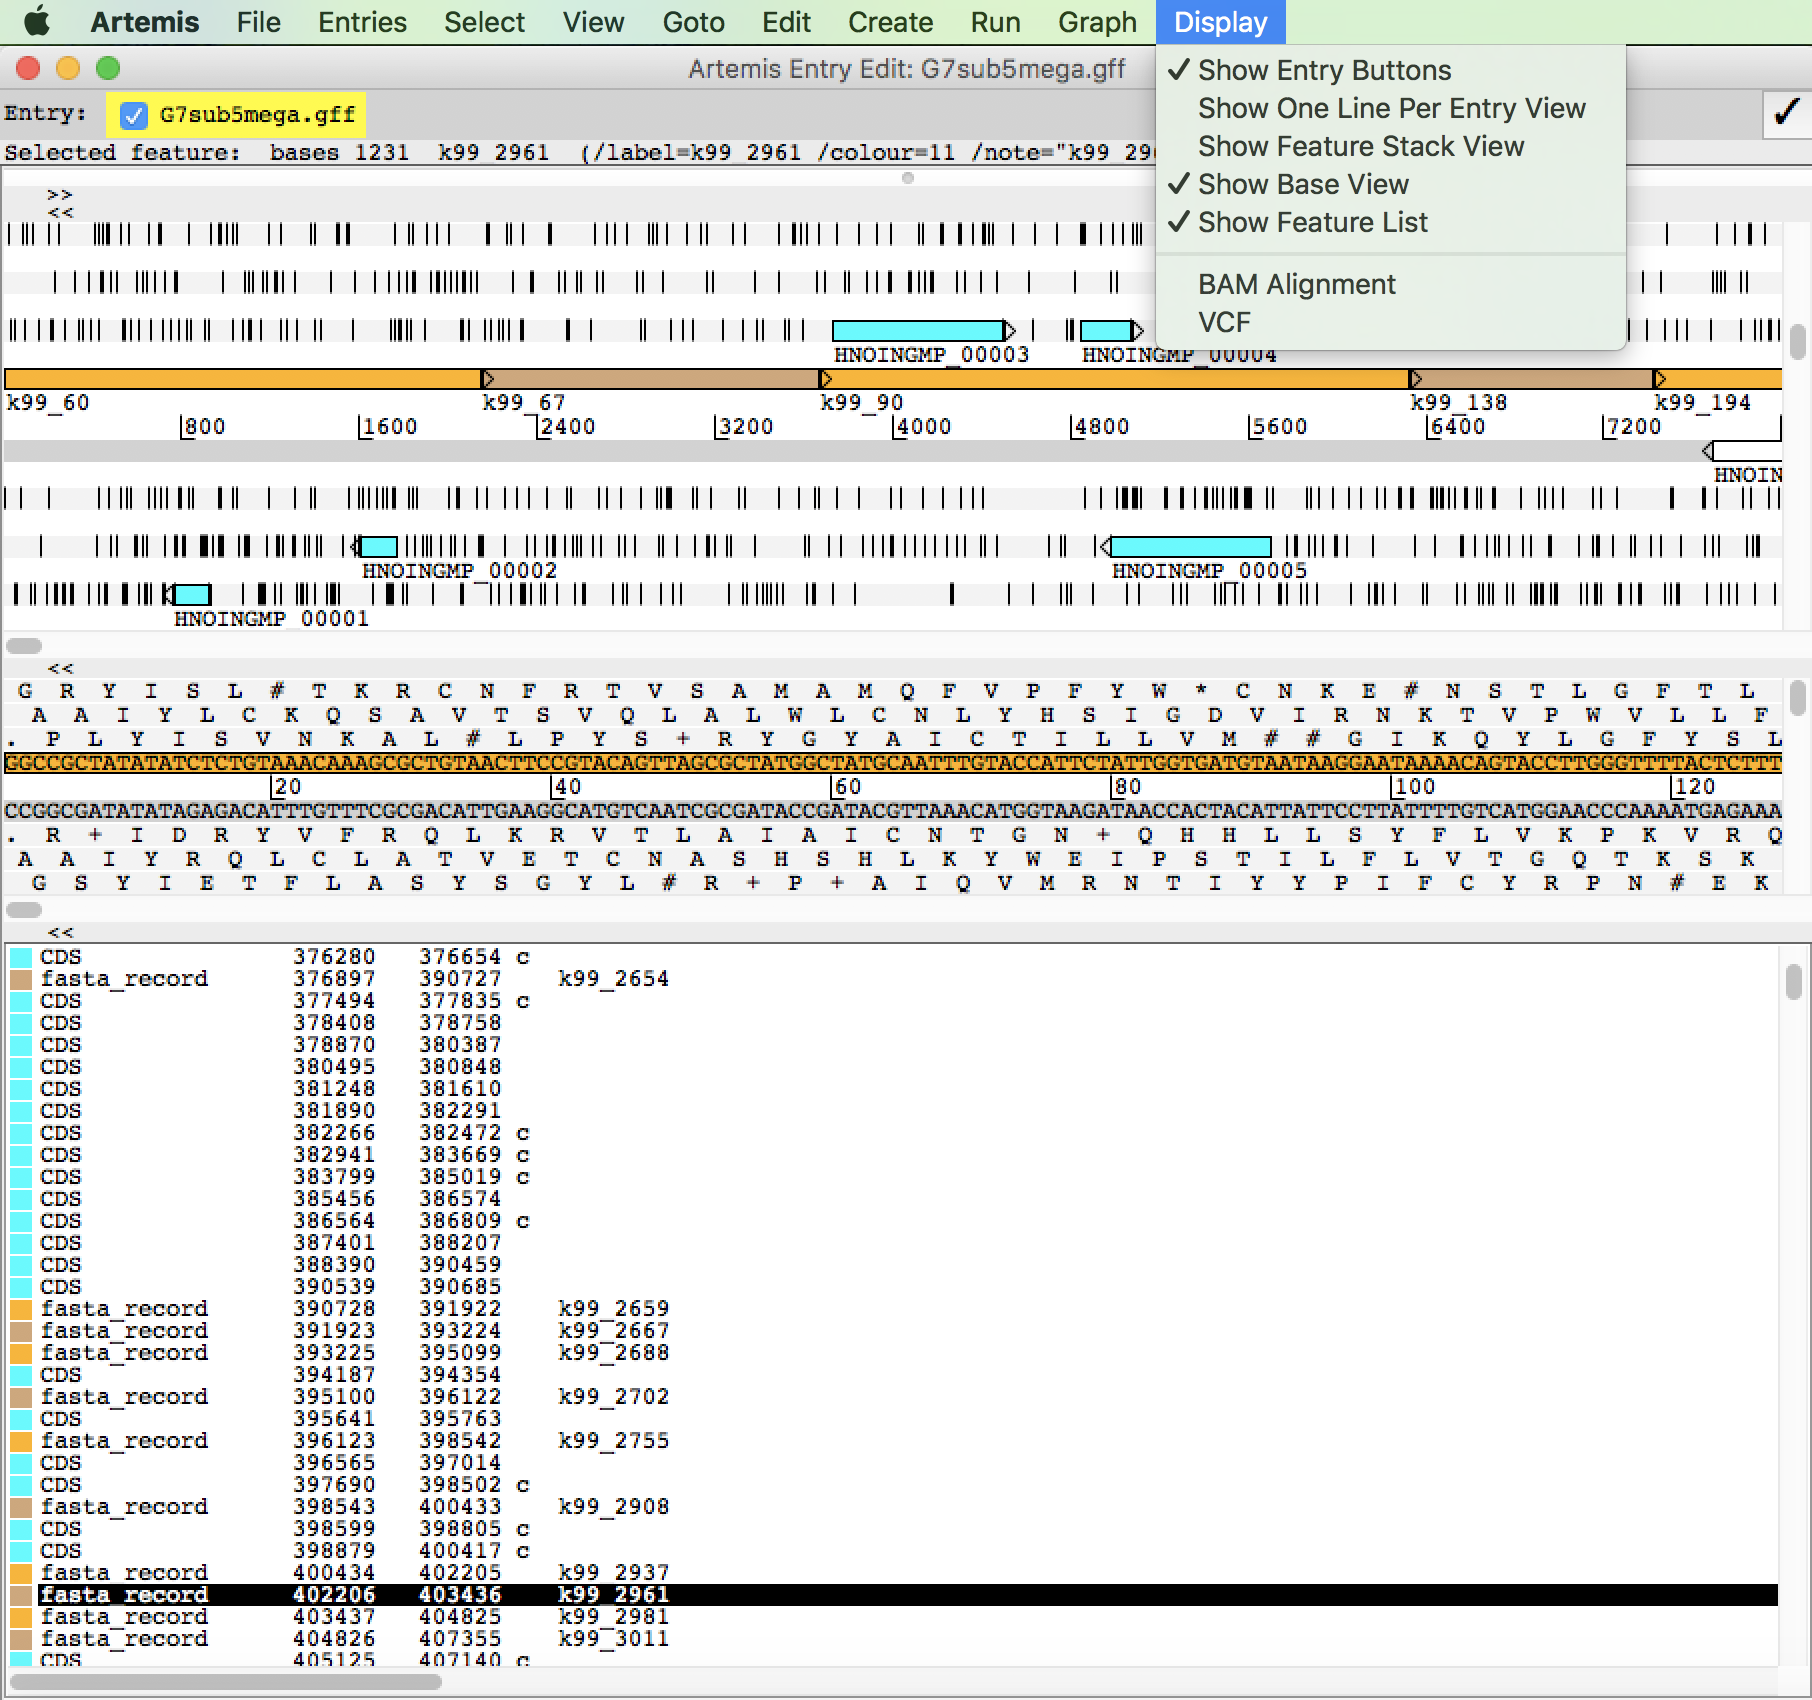 Artemis File Entries Select View Goto Edit Create Run Graph Display
Artemis Entry Edit: G7sub5mega.gff
✓ Show Entry Buttons
Show One Line Per Entry View
Show Feature Stack View
✓ Show Base View
✓ Show Feature List
BAM Alignment
VCF
Entry: G7sub5mega.gff
Selected feature: bases 1231 k99_2961 (/label=k99_2961 /colour=11 /note="k99_29
>>
<<
HNOINGMP_00003 HNOINGMP_00004
k99_60 k99_67 k99_90 k99_138 k99_194
800 1600 2400 3200 4000 4800 5600 6400 7200
HNOIN
HNOINGMP_00002 HNOINGMP_00005
HNOINGMP_00001
<<
G R Y I S L # T K R C N F R T V S A M A M Q F V P F Y W * C N K E # N S T L G F T L
A A I Y L C K Q S A V T S V Q L A L W L C N L Y H S I G D V I R N K T V P W V L L F
. P L Y I S V N K A L # L P Y S + R Y G Y A I C T I L L V M # # G I K Q Y L G F Y S L
GGCCGCTATATATCTCTGTAAACAAAGCGCTGTAACTTCCGTACAGTTAGCGCTATGGCTATGCAATTTGTACCATTCTATTGGTGATGTAATAAGGAATAAAACAGTACCTTGGGTTTTACTCTTT
20 40 60 80 100 120
CCGGCGATATATAGAGACATTTGTTTCGCGACATTGAAGGCATGTCAATCGCGATACCGATACGTTAAACATGGTAAGATAACCACTACATTATTCCTTATTTTGTCATGGAACCCAAAATGAGAAA
. R + I D R Y V F R Q L K R V T L A I A I C N T G N + Q H H L L S Y F L V K P K V R Q
A A I Y R Q L C L A T V E T C N A S H S H L K Y W E I P S T I L F L V T G Q T K S K
G S Y I E T F L A S Y S G Y L # R + P + A I Q V M R N T I Y Y P I F C Y R P N # E K
<<
CDS 376280 376654 c
fasta_record 376897 390727 k99_2654
CDS 377494 377835 c
CDS 378408 378758
CDS 378870 380387
CDS 380495 380848
CDS 381248 381610
CDS 381890 382291
CDS 382266 382472 c
CDS 382941 383669 c
CDS 383799 385019 c
CDS 385456 386574
CDS 386564 386809 c
CDS 387401 388207
CDS 388390 390459
CDS 390539 390685
fasta_record 390728 391922 k99_2659
fasta_record 391923 393224 k99_2667
fasta_record 393225 395099 k99_2688
CDS 394187 394354
fasta_record 395100 396122 k99_2702
CDS 395641 395763
fasta_record 396123 398542 k99_2755
CDS 396565 397014
CDS 397690 398502 c
fasta_record 398543 400433 k99_2908
CDS 398599 398805 c
CDS 398879 400417 c
fasta_record 400434 402205 k99_2937
fasta_record 402206 403436 k99_2961
fasta_record 403437 404825 k99_2981
fasta_record 404826 407355 k99_3011
CDS 405125 407140 c